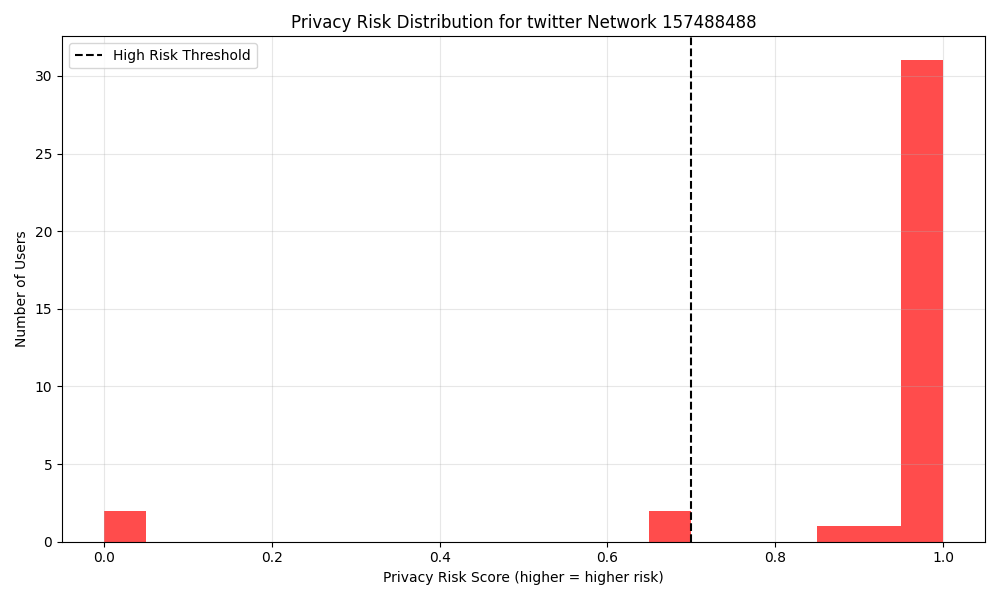 Privacy Risk Distribution for twitter Network 157488488
High Risk Threshold
Number of Users
30
25
20
15
10
5
0
0.0 0.2 0.4 0.6 0.8 1.0
Privacy Risk Score (higher = higher risk)